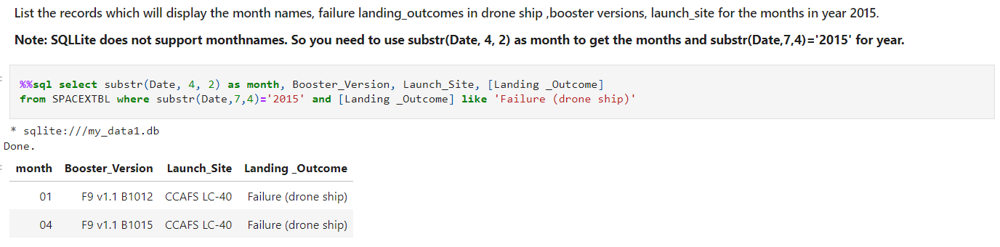 List the records which will display the month names, failure landing_outcomes in drone ship ,booster versions, launch_site for the months in year 2015.
Note: SQLLite does not support monthnames. So you need to use substr(Date, 4, 2) as month to get the months and substr(Date,7,4)='2015' for year.
%%sql select substr(Date, 4, 2) as month, Booster_Version, Launch_Site, [Landing _Outcome]
from SPACEXTBL where substr(Date,7,4)='2015' and [Landing _Outcome] like 'Failure (drone ship)'
* sqlite:///my_data1.db
Done.
month Booster_Version Launch_Site Landing _Outcome
01 F9 v1.1 B1012 CCAFS LC-40 Failure (drone ship)
04 F9 v1.1 B1015 CCAFS LC-40 Failure (drone ship)